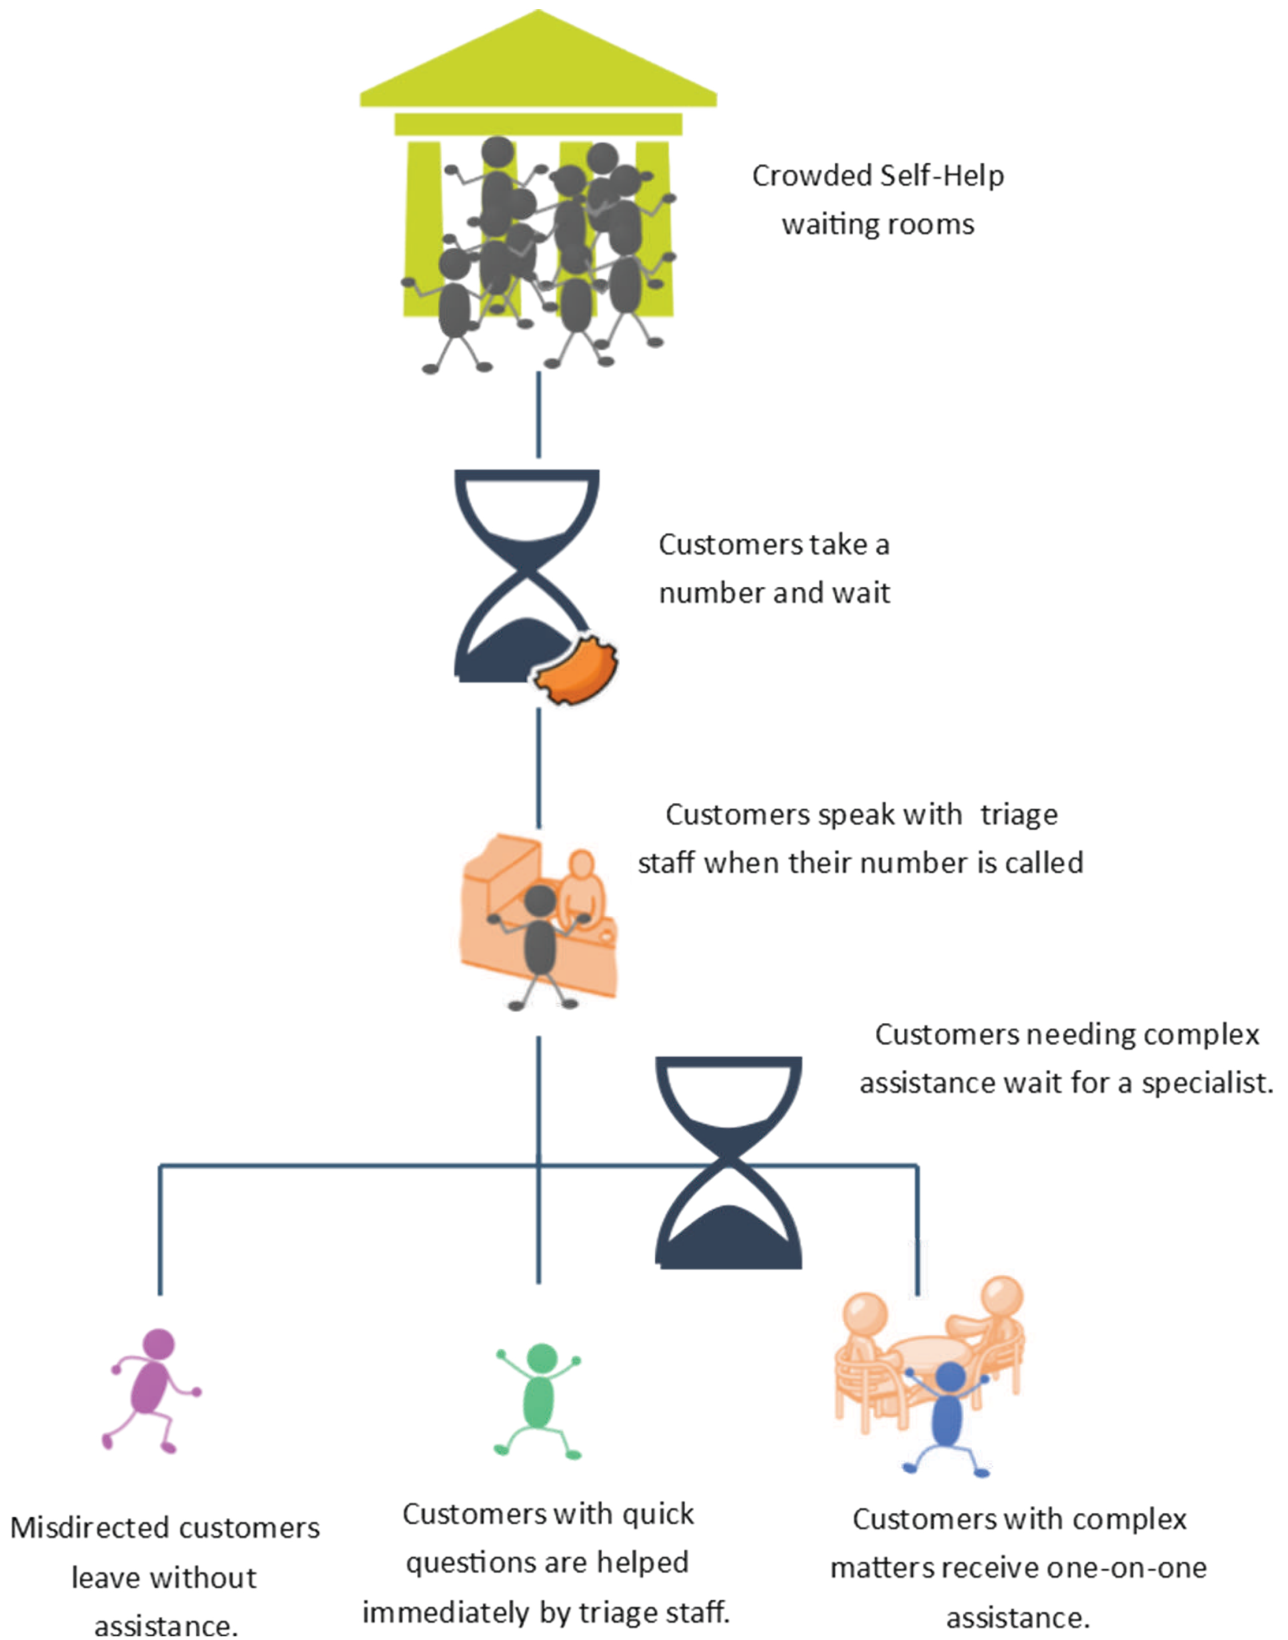 Crowded Self-Help
waiting rooms
Customers take a
number and wait
Customers speak with triage
staff when their number is called
Customers needing complex
assistance wait for a specialist.
Misdirected customers
leave without
assistance.
Customers with quick
questions are helped
immediately by triage staff.
Customers with complex
matters receive one-on-one
assistance.